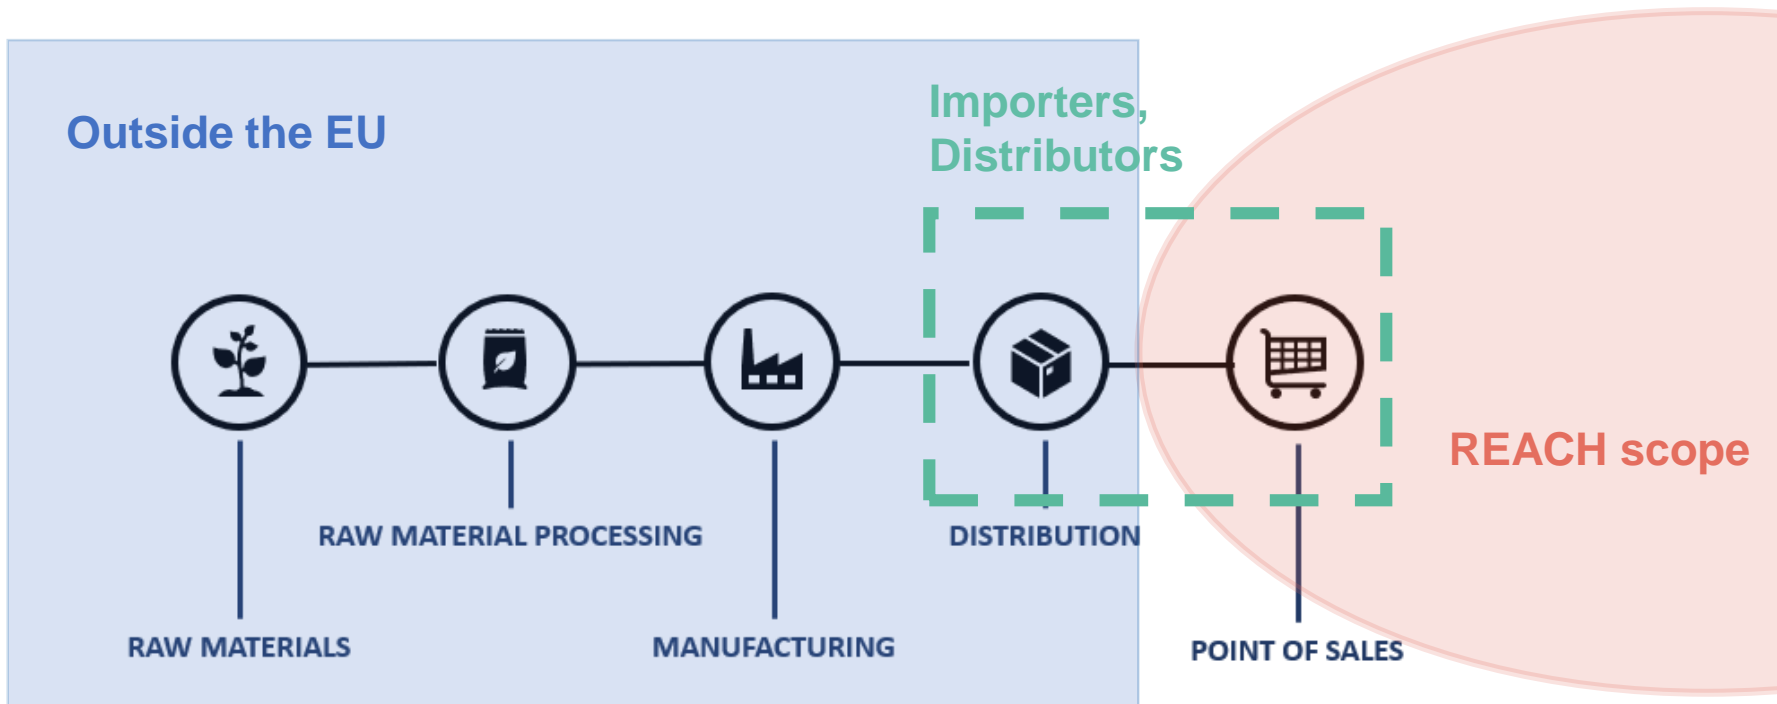 Outside the EU
Importers,
Distributors
REACH scope
RAW MATERIAL PROCESSING
DISTRIBUTION
RAW MATERIALS
MANUFACTURING
POINT OF SALES